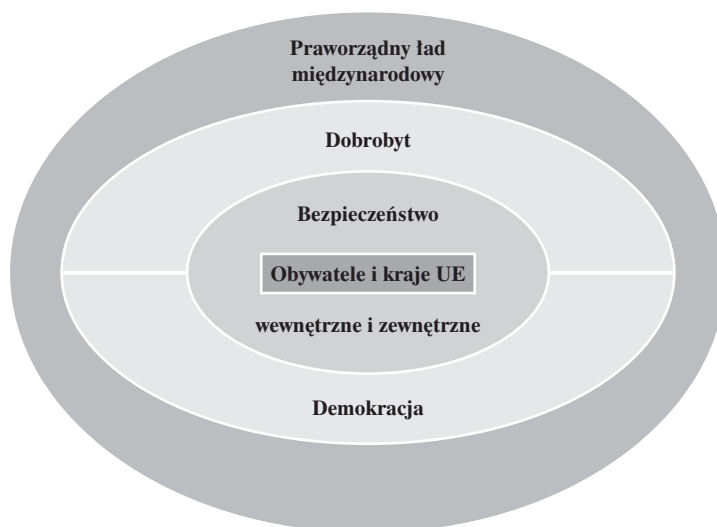 Praworządny ład
międzynarodowy
Dobrobyt
Bezpieczeństwo
Obywatele i kraje UE
wewnętrzne i zewnętrzne
Demokracja